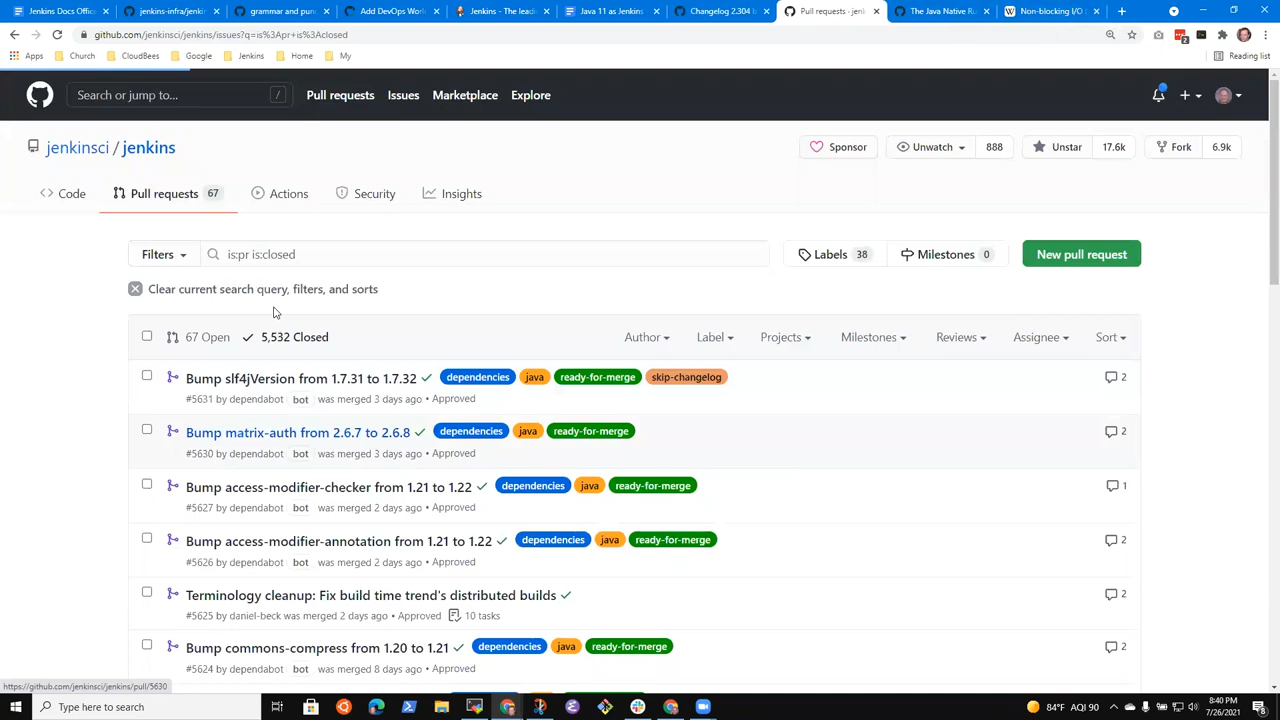 Jenkins Docs Office
jenkins-infra/jenki
grammar and punc
Add DevOps Worl
Jenkins - The leadi
Java 11 as Jenkins
Changelog 2.304 b
Pull requests · jenk
The Java Native Ru
Non-blocking I/O
github.com/jenkinsci/jenkins/issues?q=is%3Apr+is%3Aclosed
Apps
Church
CloudBees
Google
Jenkins
Home
My
Reading list
Search or jump to...
/
Pull requests
Issues
Marketplace
Explore
jenkinsci / jenkins
Sponsor
Unwatch
888
Unstar
17.6k
Fork
6.9k
Code
Pull requests 67
Actions
Security
Insights
Filters
is:pr is:closed
Labels 38
Milestones 0
New pull request
Clear current search query, filters, and sorts
67 Open
5,532 Closed
Author
Label
Projects
Milestones
Reviews
Assignee
Sort
Bump slf4jVersion from 1.7.31 to 1.7.32 dependencies java ready-for-merge skip-changelog
2
#5631 by dependabot bot was merged 3 days ago • Approved
Bump matrix-auth from 2.6.7 to 2.6.8 dependencies java ready-for-merge
2
#5630 by dependabot bot was merged 3 days ago • Approved
Bump access-modifier-checker from 1.21 to 1.22 dependencies java ready-for-merge
1
#5627 by dependabot bot was merged 2 days ago • Approved
Bump access-modifier-annotation from 1.21 to 1.22 dependencies java ready-for-merge
2
#5626 by dependabot bot was merged 2 days ago • Approved
Terminology cleanup: Fix build time trend's distributed builds
2
#5625 by daniel-beck was merged 2 days ago • Approved 10 tasks
Bump commons-compress from 1.20 to 1.21 dependencies java ready-for-merge
2
#5624 by dependabot bot was merged 8 days ago • Approved
https://github.com/jenkinsci/jenkins/pull/5630
Type here to search
84°F AQI 90
8:40 PM
7/26/2021